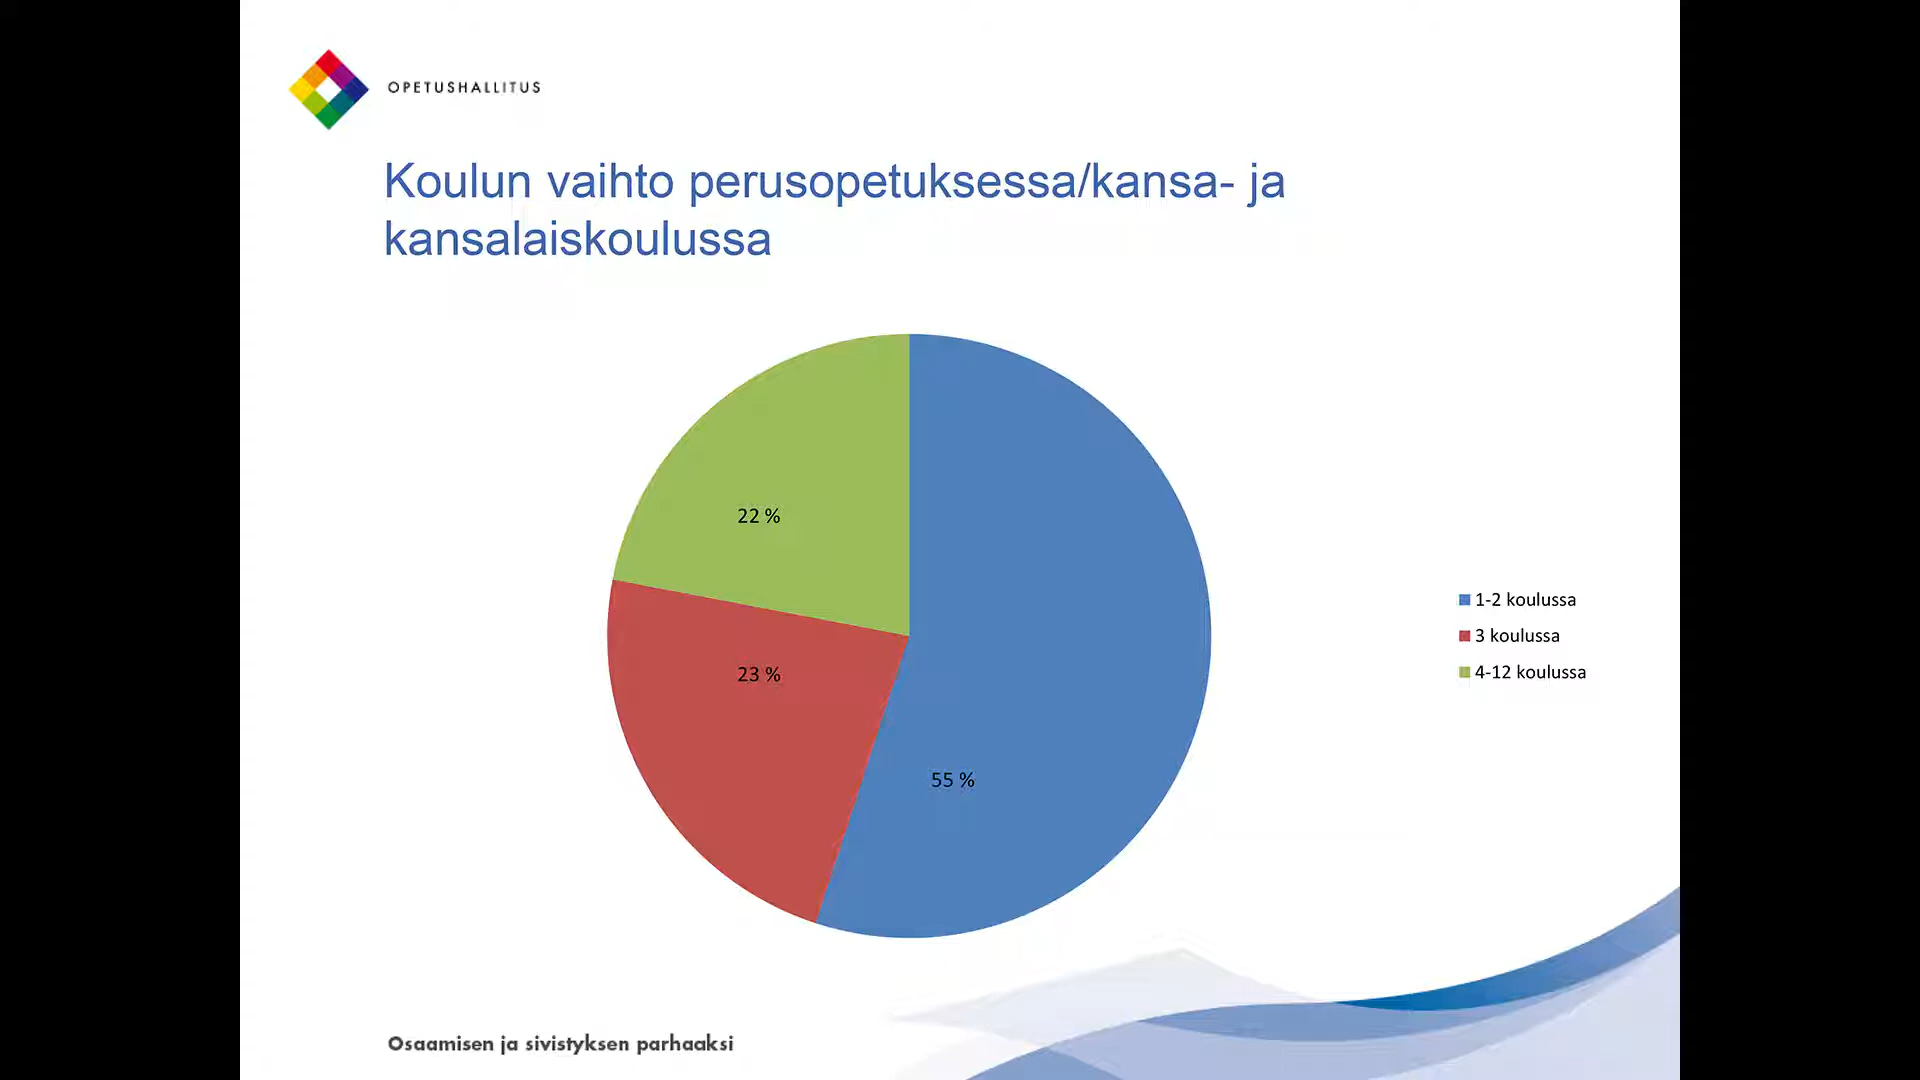 OPETUSHALLITUS
Koulun vaihto perusopetuksessa/kansa- ja
kansalaiskoulussa
22 %
23 %
55 %
1-2 koulussa
3 koulussa
4-12 koulussa
Osaamisen ja sivistyksen parhaaksi